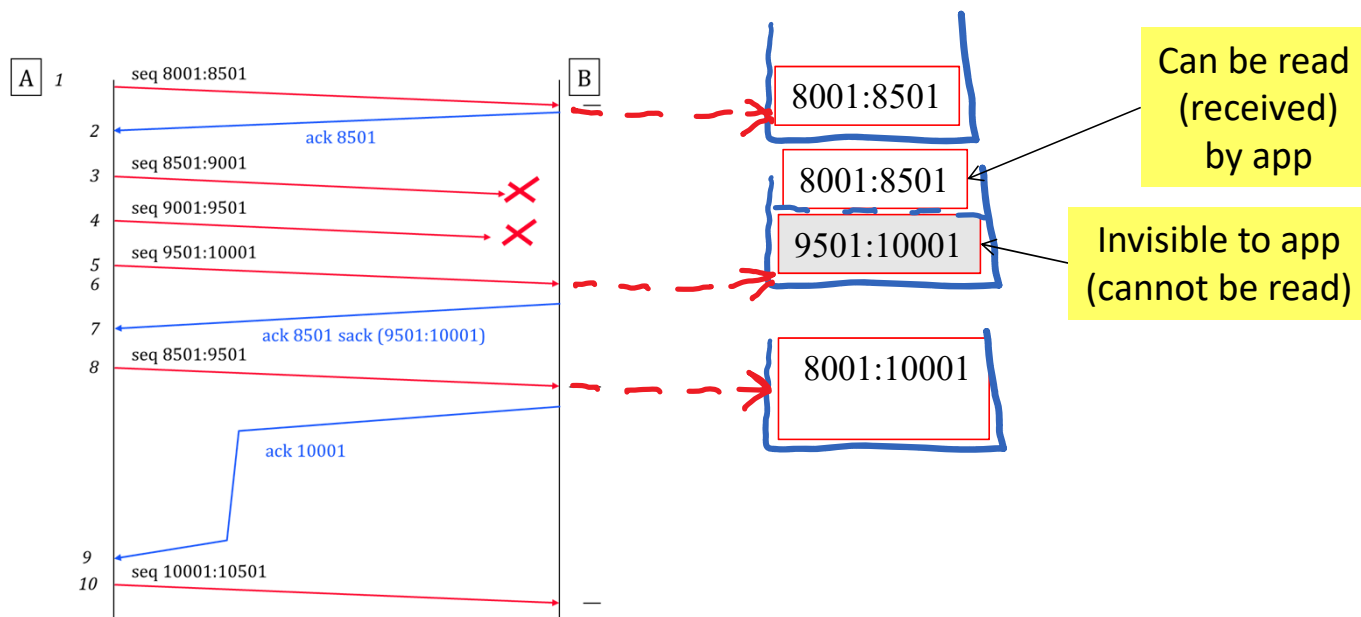 A
1
seq 8001:8501
B
2
ack 8501
3
seq 8501:9001
4
seq 9001:9501
5
seq 9501:10001
6
7
ack 8501 sack (9501:10001)
8
seq 8501:9501
ack 10001
9
10
seq 10001:10501
8001:8501
8001:8501
9501:10001
8001:10001
Can be read
(received)
by app
Invisible to app
(cannot be read)